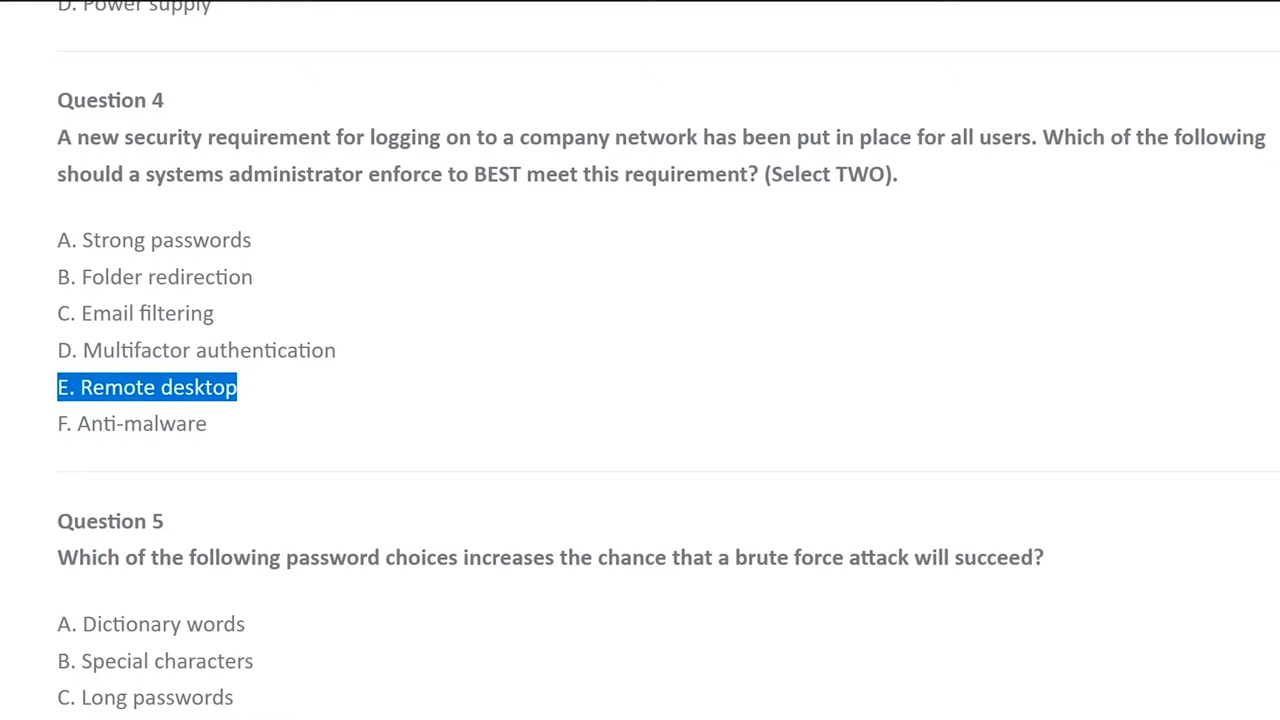 D. Power supply
Question 4
A new security requirement for logging on to a company network has been put in place for all users. Which of the following
should a systems administrator enforce to BEST meet this requirement? (Select TWO).
A. Strong passwords
B. Folder redirection
C. Email filtering
D. Multifactor authentication
E. Remote desktop
F. Anti-malware
Question 5
Which of the following password choices increases the chance that a brute force attack will succeed?
A. Dictionary words
B. Special characters
C. Long passwords